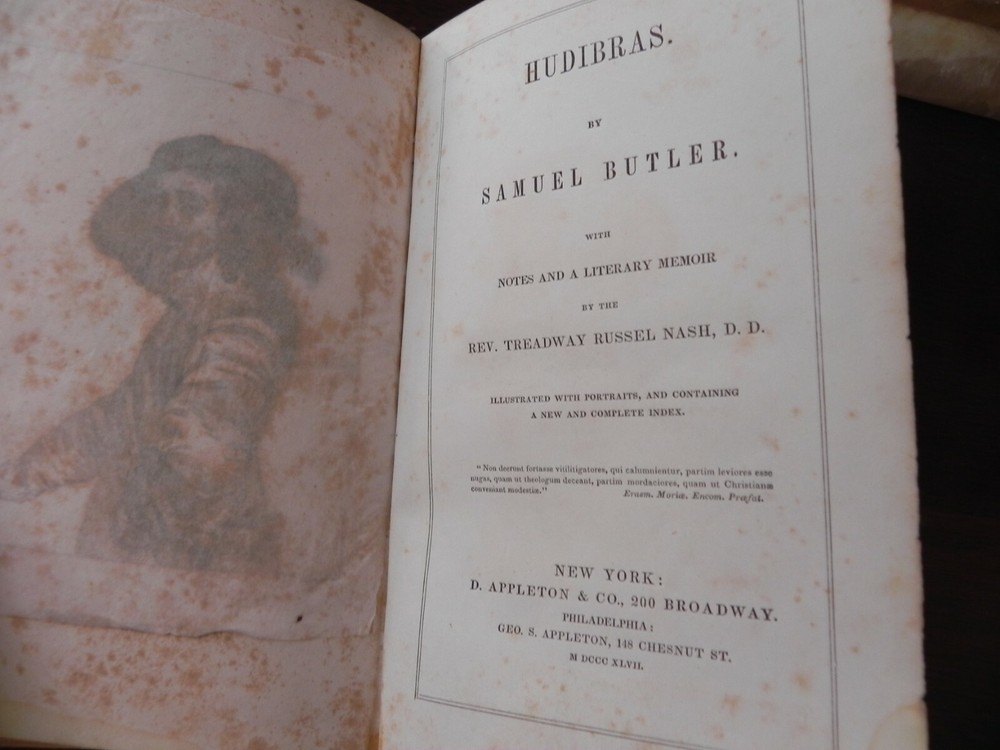 HUDIBRAS.
BY
SAMUEL BUTLER.
WITH
NOTES AND A LITERARY MEMOIR
BY THE
REV. TREADWAY RUSSEL NASH, D. D.
ILLUSTRATED WITH PORTRAITS, AND CONTAINING
A NEW AND COMPLETE INDEX.
"Non deerunt fortasse vitilitigatores, qui calumnientur, partim leviores esse
nugas, quam ut theologum deceant, partim mordaciores, quam ut Christianæ
conveniant modestiæ." Erasm. Moriæ. Encom. Præfat.
NEW YORK:
D. APPLETON & CO., 200 BROADWAY.
PHILADELPHIA:
GEO. S. APPLETON, 148 CHESNUT ST.
M DCCC XLVII.